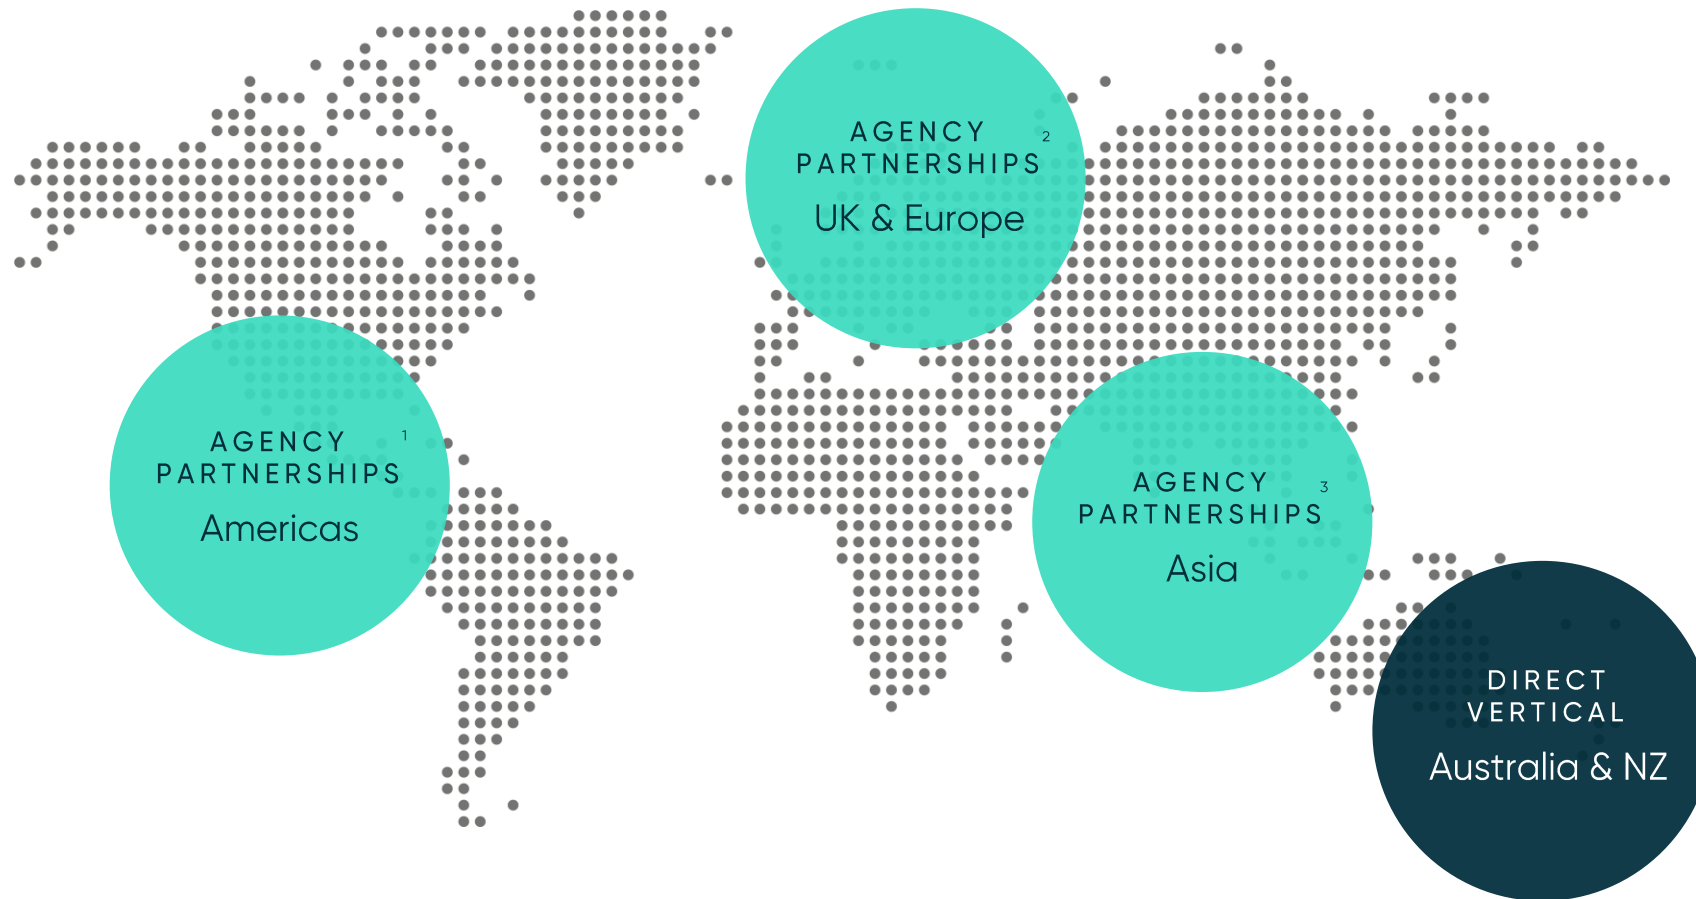 AGENCY 2
PARTNERSHIPS
UK & Europe
AGENCY 1
PARTNERSHIPS
Americas
AGENCY 3
PARTNERSHIPS
Asia
DIRECT
VERTICAL
Australia & NZ